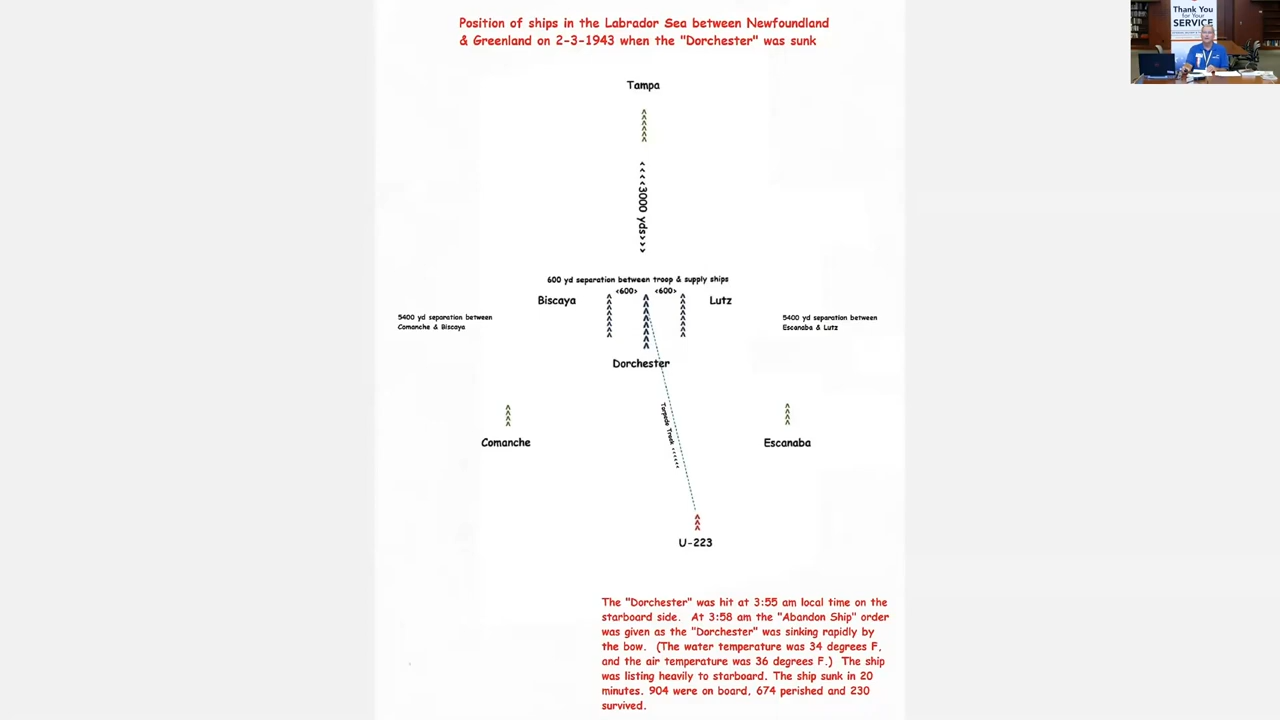 Position of ships in the Labrador Sea between Newfoundland
& Greenland on 2-3-1943 when the "Dorchester" was sunk
Thank You
for Your
SERVICE
Tampa
^^^^^^
<<<<3000 yds>>>
600 yd separation between troop & supply ships
<600> <600>
Biscaya
Lutz
5400 yd separation between
Comanche & Biscaya
5400 yd separation between
Escanaba & Lutz
Dorchester
Torpedo Track <<<<<<
Comanche
Escanaba
U-223
The "Dorchester" was hit at 3:55 am local time on the
starboard side. At 3:58 am the "Abandon Ship" order
was given as the "Dorchester" was sinking rapidly by
the bow. (The water temperature was 34 degrees F,
and the air temperature was 36 degrees F.) The ship
was listing heavily to starboard. The ship sunk in 20
minutes. 904 were on board, 674 perished and 230
survived.